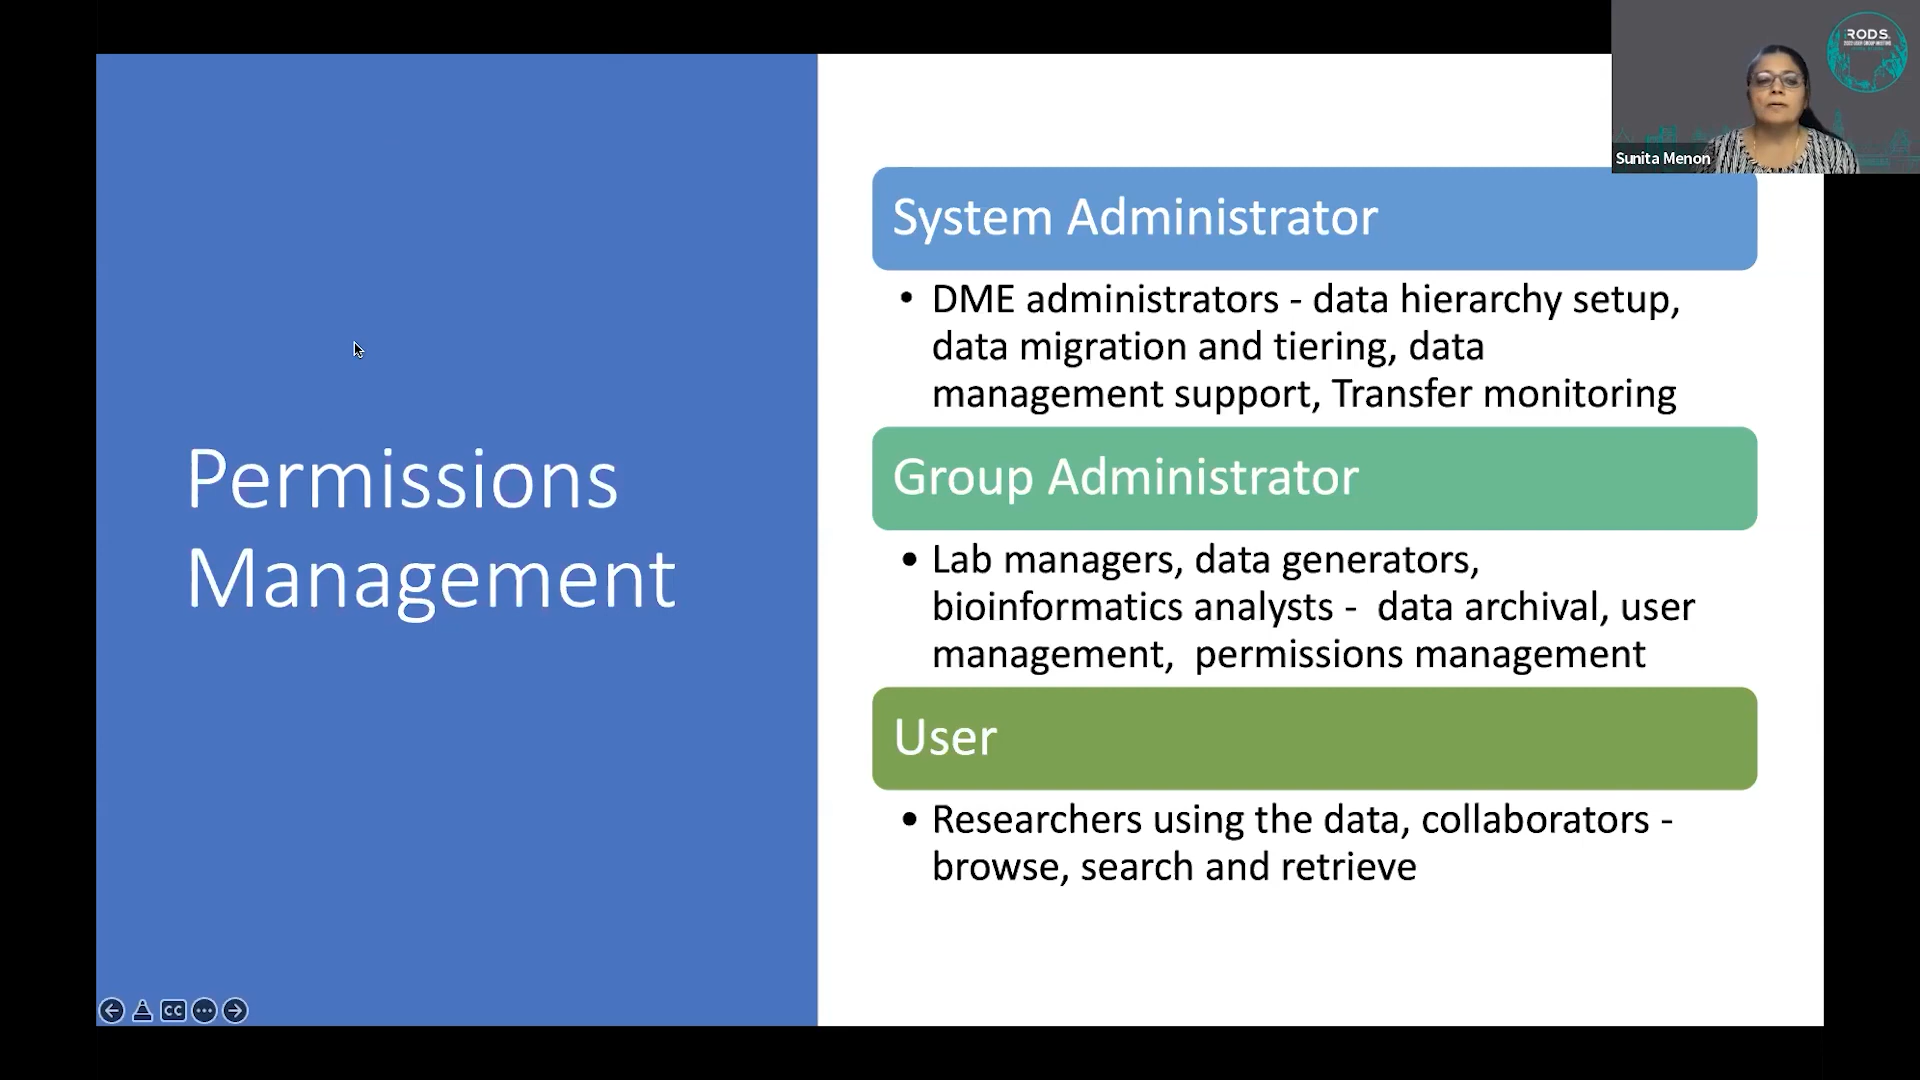 RODS
Sunita Menon
Permissions
Management
System Administrator
• DME administrators - data hierarchy setup,
data migration and tiering, data
management support, Transfer monitoring
Group Administrator
• Lab managers, data generators,
bioinformatics analysts -  data archival, user
management,  permissions management
User
• Researchers using the data, collaborators -
browse, search and retrieve
CC